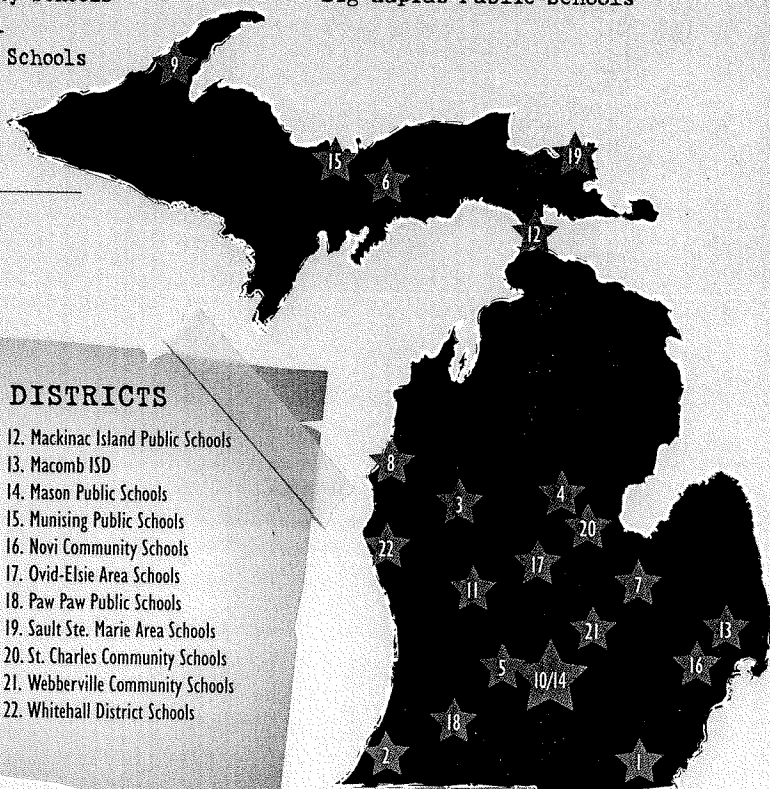 Schools Big Rapids Public Schools
Schools
9
15
6
19
12
DISTRICTS
12. Mackinac Island Public Schools
13. Macomb ISD
14. Mason Public Schools
15. Munising Public Schools
16. Novi Community Schools
17. Ovid-Elsie Area Schools
18. Paw Paw Public Schools
19. Sault Ste. Marie Area Schools
20. St. Charles Community Schools
21. Webberville Community Schools
22. Whitehall District Schools
8
3
4
20
22
17
11
7
21
13
5
10/14
16
18
2
1